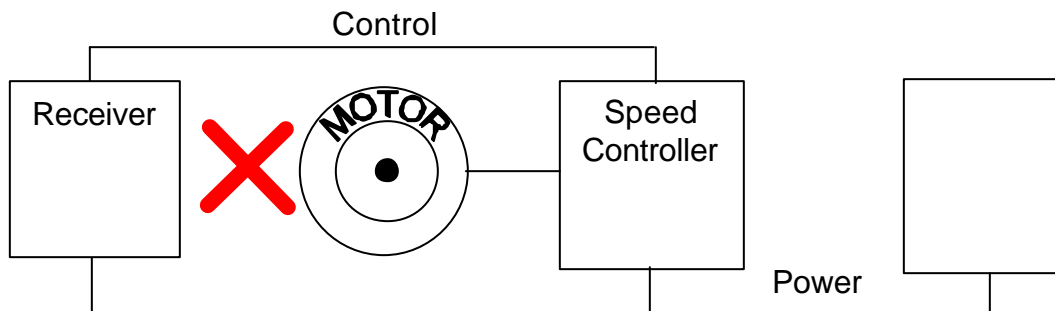 Control
Receiver
MOTOR
Speed
Controller
Power